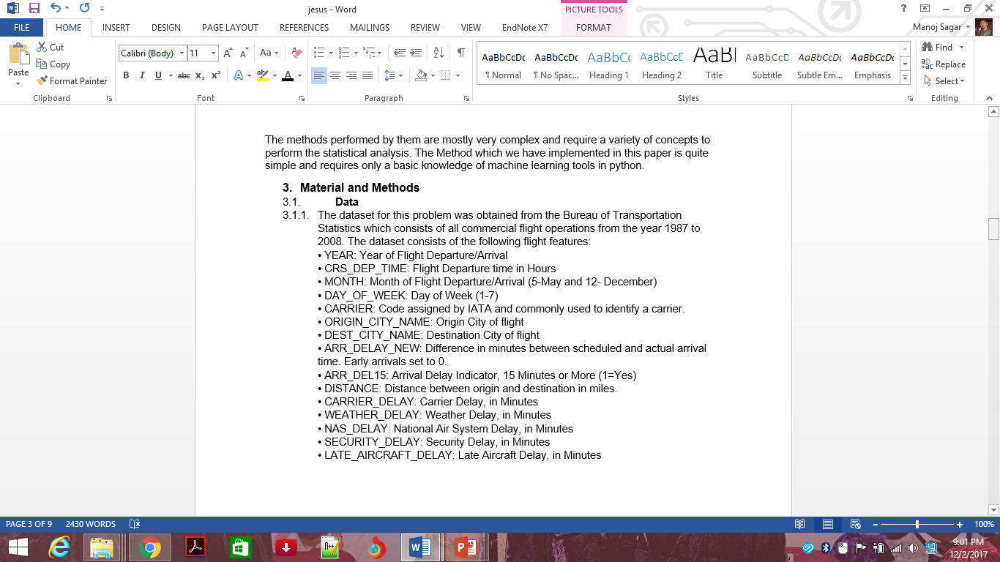 jesus - Word
PICTURE TOOLS
?
FILE
HOME
INSERT
DESIGN
PAGE LAYOUT
REFERENCES
MAILINGS
REVIEW
VIEW
EndNote X7
FORMAT
Manoj Sagar
Paste
Cut
Copy
Format Painter
Clipboard
Calibri (Body)
11
Aa
B I U abc x₂ x²
Font
Paragraph
AaBbCcDc
¶ Normal
AaBbCcDc
¶ No Spac...
AaBbCc
Heading 1
AaBbCcD
Heading 2
AaB
Title
AaBbCcD
Subtitle
AaBbCcDc
Subtle Em...
AaBbCcDc
Emphasis
Styles
Find
Replace
Select
Editing
The methods performed by them are mostly very complex and require a variety of concepts to
perform the statistical analysis. The Method which we have implemented in this paper is quite
simple and requires only a basic knowledge of machine learning tools in python.
3. Material and Methods
3.1. Data
3.1.1. The dataset for this problem was obtained from the Bureau of Transportation
Statistics which consists of all commercial flight operations from the year 1987 to
2008. The dataset consists of the following flight features:
• YEAR: Year of Flight Departure/Arrival
• CRS_DEP_TIME: Flight Departure time in Hours
• MONTH: Month of Flight Departure/Arrival (5-May and 12- December)
• DAY_OF_WEEK: Day of Week (1-7)
• CARRIER: Code assigned by IATA and commonly used to identify a carrier.
• ORIGIN_CITY_NAME: Origin City of flight
• DEST_CITY_NAME: Destination City of flight
• ARR_DELAY_NEW: Difference in minutes between scheduled and actual arrival
time. Early arrivals set to 0.
• ARR_DEL15: Arrival Delay Indicator, 15 Minutes or More (1=Yes)
• DISTANCE: Distance between origin and destination in miles.
• CARRIER_DELAY: Carrier Delay, in Minutes
• WEATHER_DELAY: Weather Delay, in Minutes
• NAS_DELAY: National Air System Delay, in Minutes
• SECURITY_DELAY: Security Delay, in Minutes
• LATE_AIRCRAFT_DELAY: Late Aircraft Delay, in Minutes
PAGE 3 OF 9
2430 WORDS
100%
9:01 PM
12/2/2017